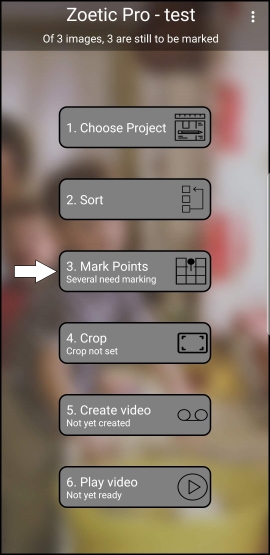 Zoetic Pro - test
Of 3 images, 3 are still to be marked
1. Choose Project
2. Sort
3. Mark Points
Several need marking
4. Crop
Crop not set
5. Create video
Not yet created
6. Play video
Not yet ready